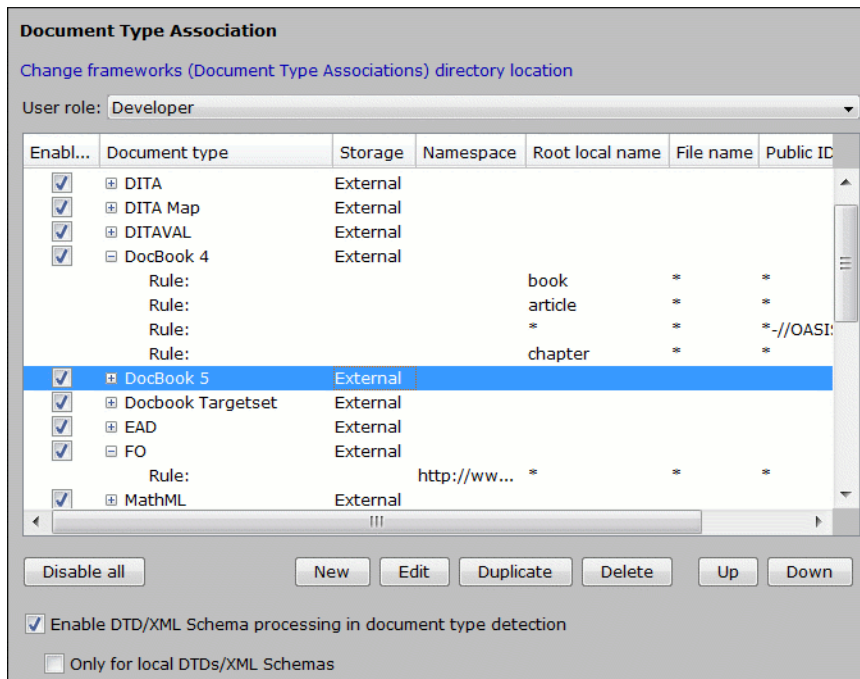 Document Type Association
Change frameworks (Document Type Associations) directory location
User role: Developer
Enabl... Document type Storage Namespace Root local name File name Public ID
DITA External
DITA Map External
DITAVAL External
DocBook 4 External
Rule: book * *
Rule: article * *
Rule: * * *-//OASIS
Rule: chapter * *
DocBook 5 External
Docbook Targetset External
EAD External
FO External
Rule: http://ww... * * *
MathML External
Disable all New Edit Duplicate Delete Up Down
Enable DTD/XML Schema processing in document type detection
Only for local DTDs/XML Schemas